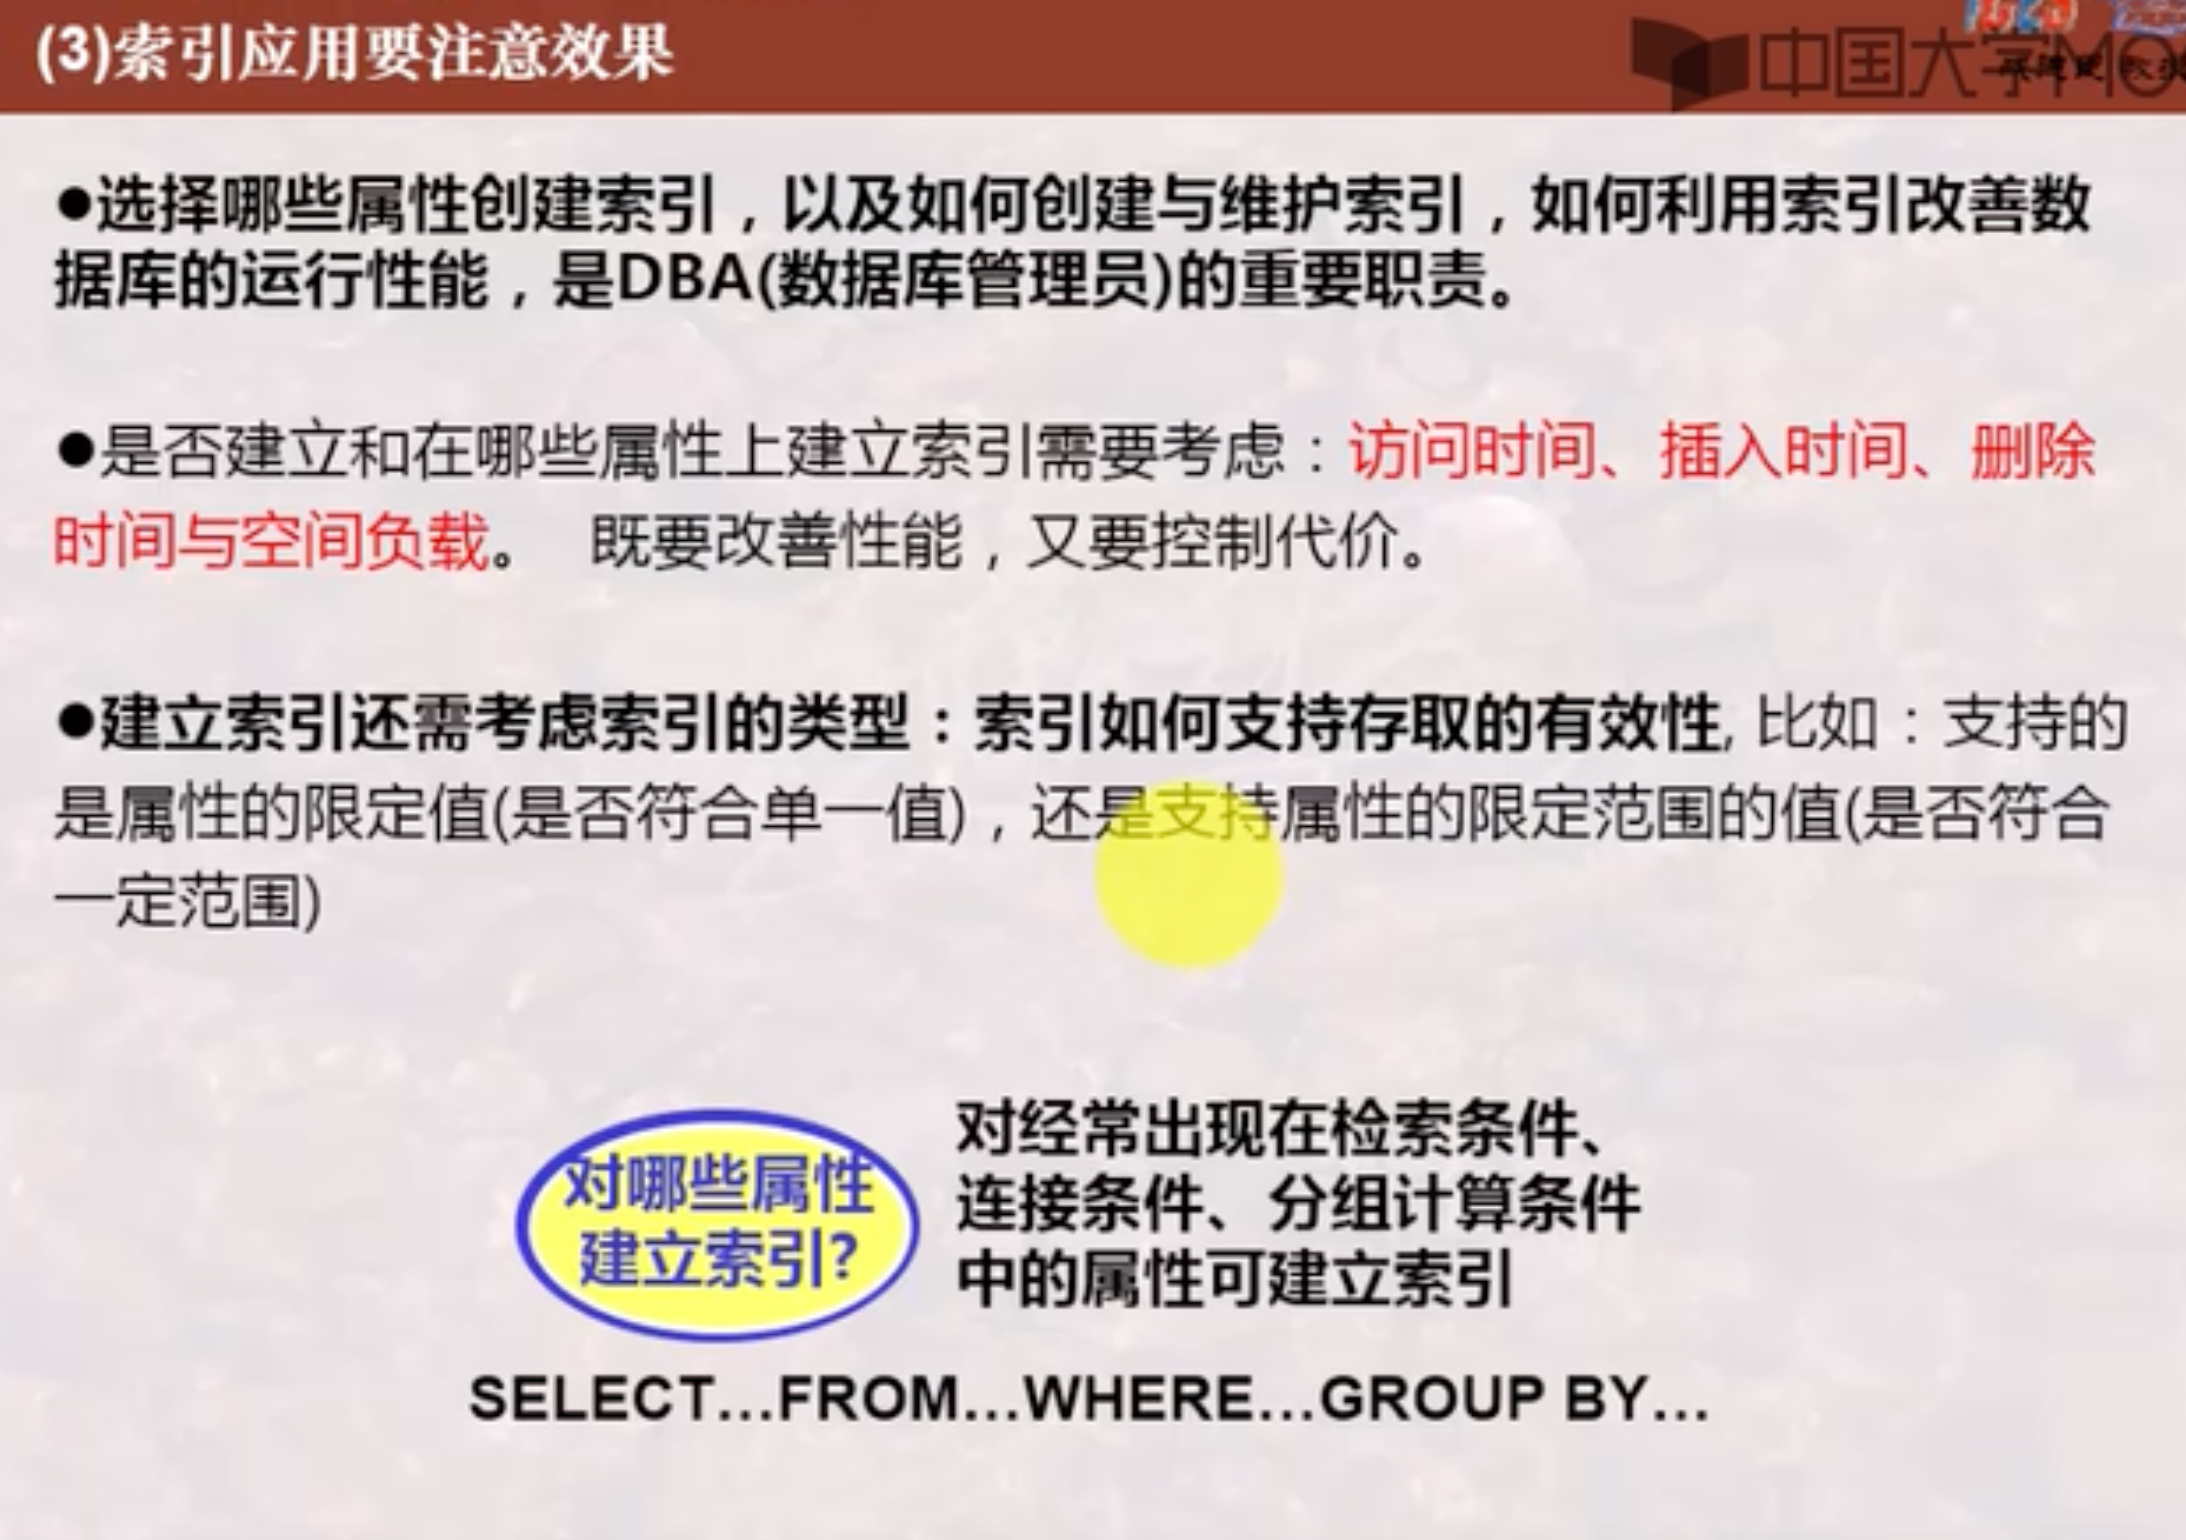 (3)索引应用要注意效果
中国大学MO
●选择哪些属性创建索引，以及如何创建与维护索引，如何利用索引改善数
据库的运行性能，是DBA(数据库管理员)的重要职责。
●是否建立和在哪些属性上建立索引需要考虑：访问时间、插入时间、删除
时间与空间负载。 既要改善性能，又要控制代价。
●建立索引还需考虑索引的类型：索引如何支持存取的有效性, 比如：支持的
是属性的限定值(是否符合单一值)，还是支持属性的限定范围的值(是否符合
一定范围)
对哪些属性
建立索引?
对经常出现在检索条件、
连接条件、分组计算条件
中的属性可建立索引
SELECT...FROM...WHERE...GROUP BY...